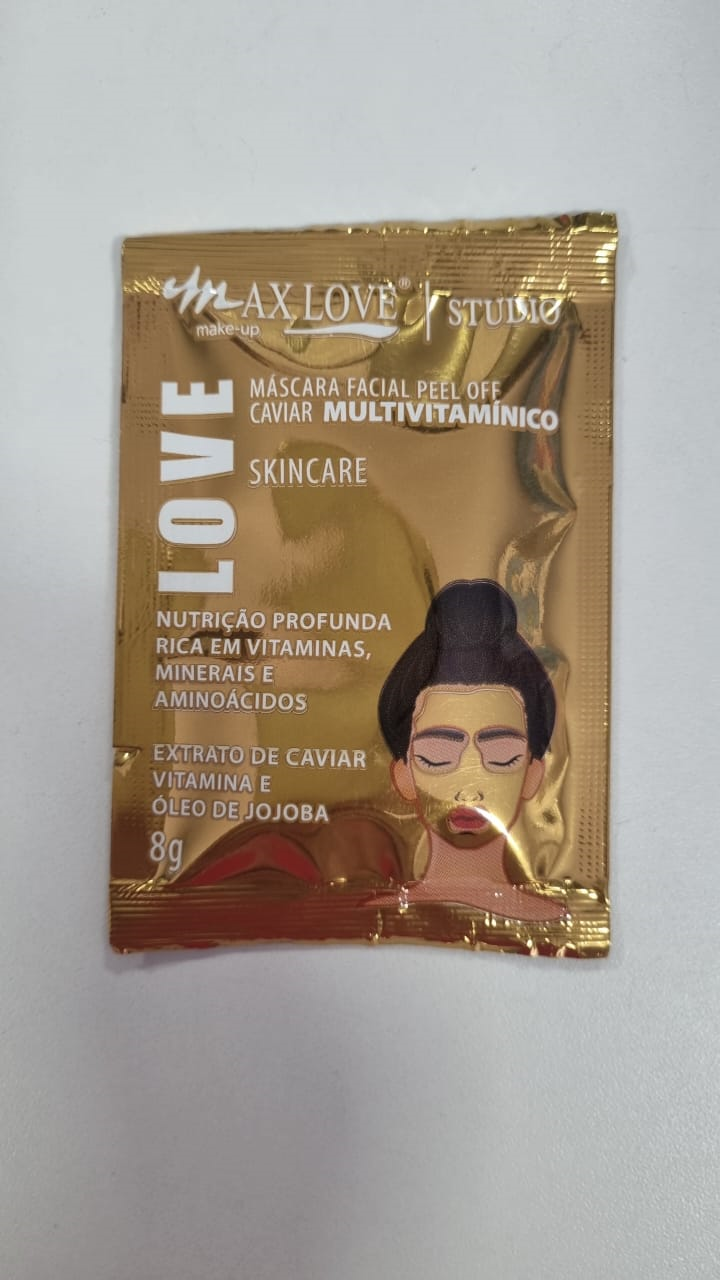 MAX LOVE® | STUDIO
make-up
LOVE
MÁSCARA FACIAL PEEL OFF
CAVIAR MULTIVITAMÍNICO
SKINCARE
NUTRIÇÃO PROFUNDA
RICA EM VITAMINAS,
MINERAIS E
AMINOÁCIDOS
EXTRATO DE CAVIAR
VITAMINA E
ÓLEO DE JOJOBA
8g